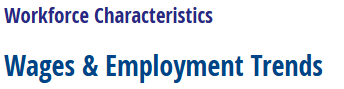 Workforce Characteristics
Wages & Employment Trends